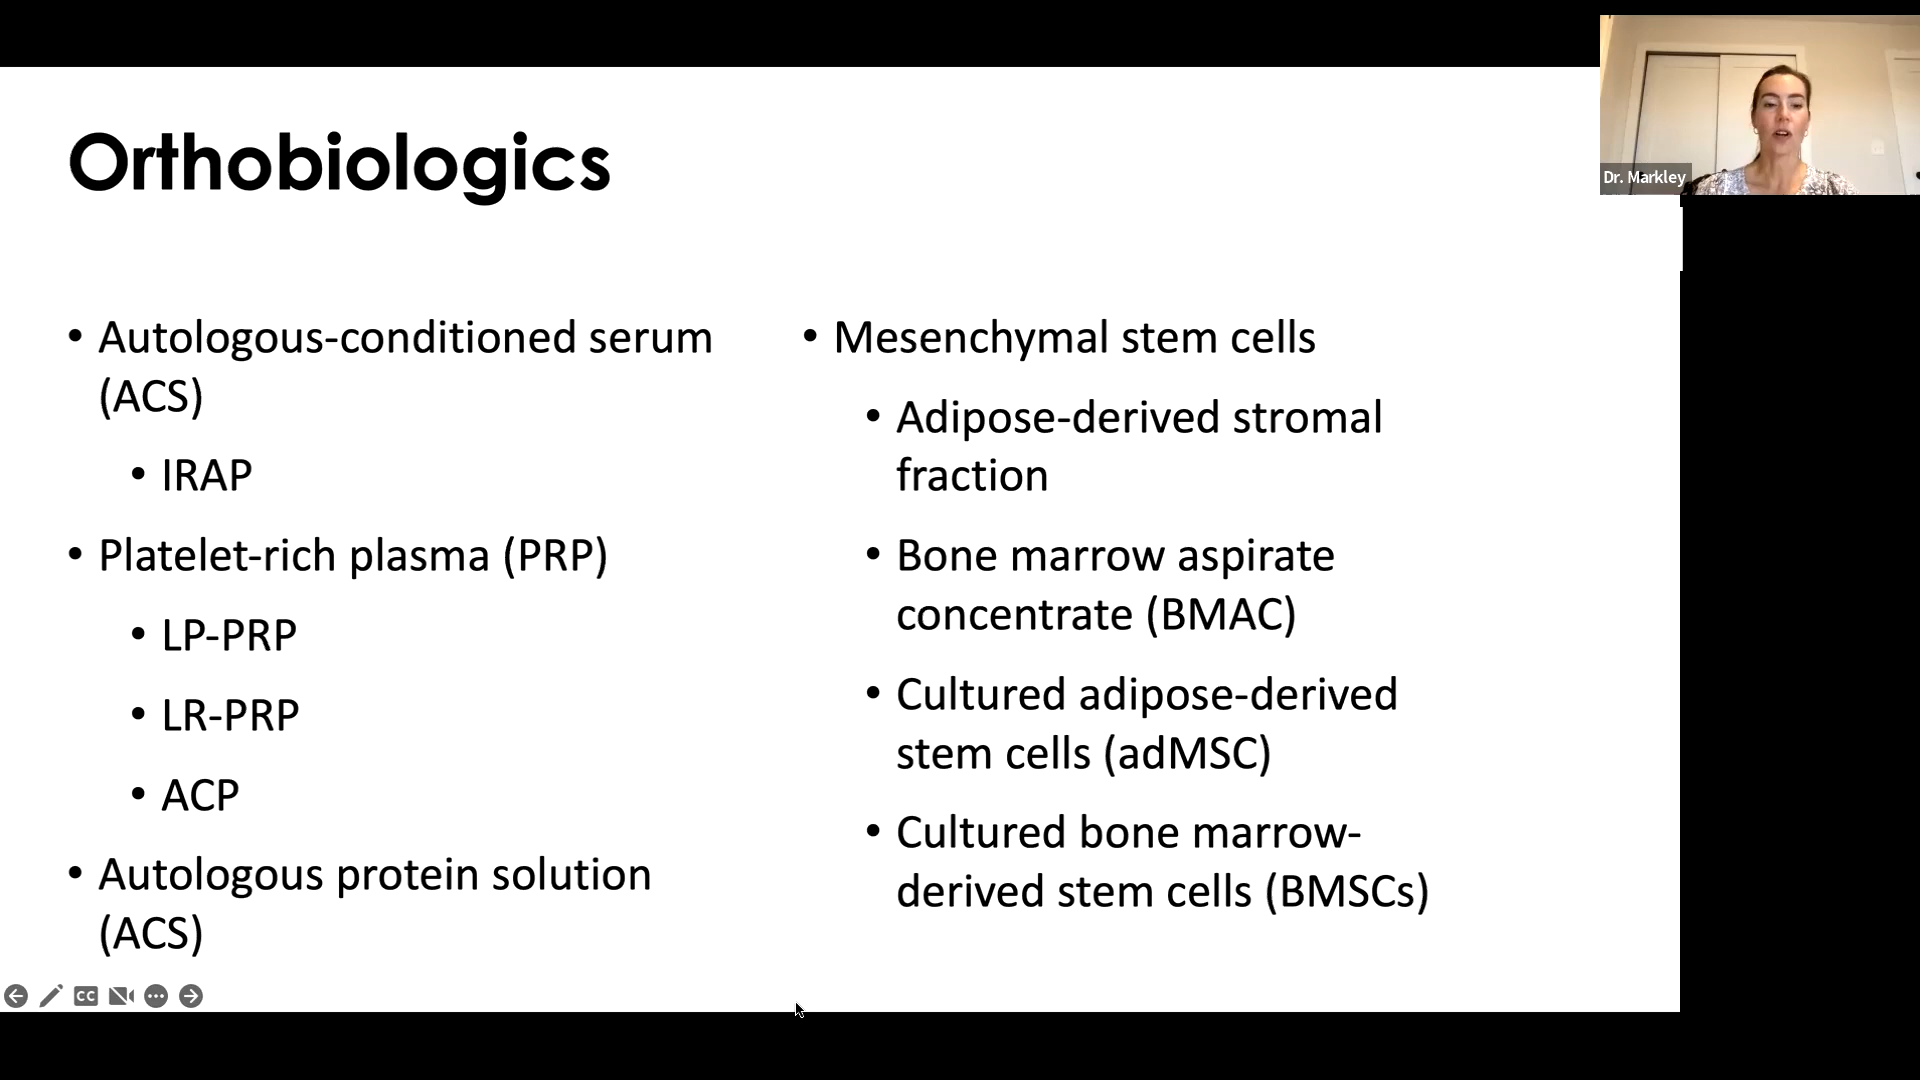 Orthobiologics
• Autologous-conditioned serum
(ACS)
• IRAP
• Platelet-rich plasma (PRP)
• LP-PRP
• LR-PRP
• ACP
• Autologous protein solution
(ACS)
• Mesenchymal stem cells
• Adipose-derived stromal
fraction
• Bone marrow aspirate
concentrate (BMAC)
• Cultured adipose-derived
stem cells (adMSC)
• Cultured bone marrow-
derived stem cells (BMSCs)
Dr. Markley
CC